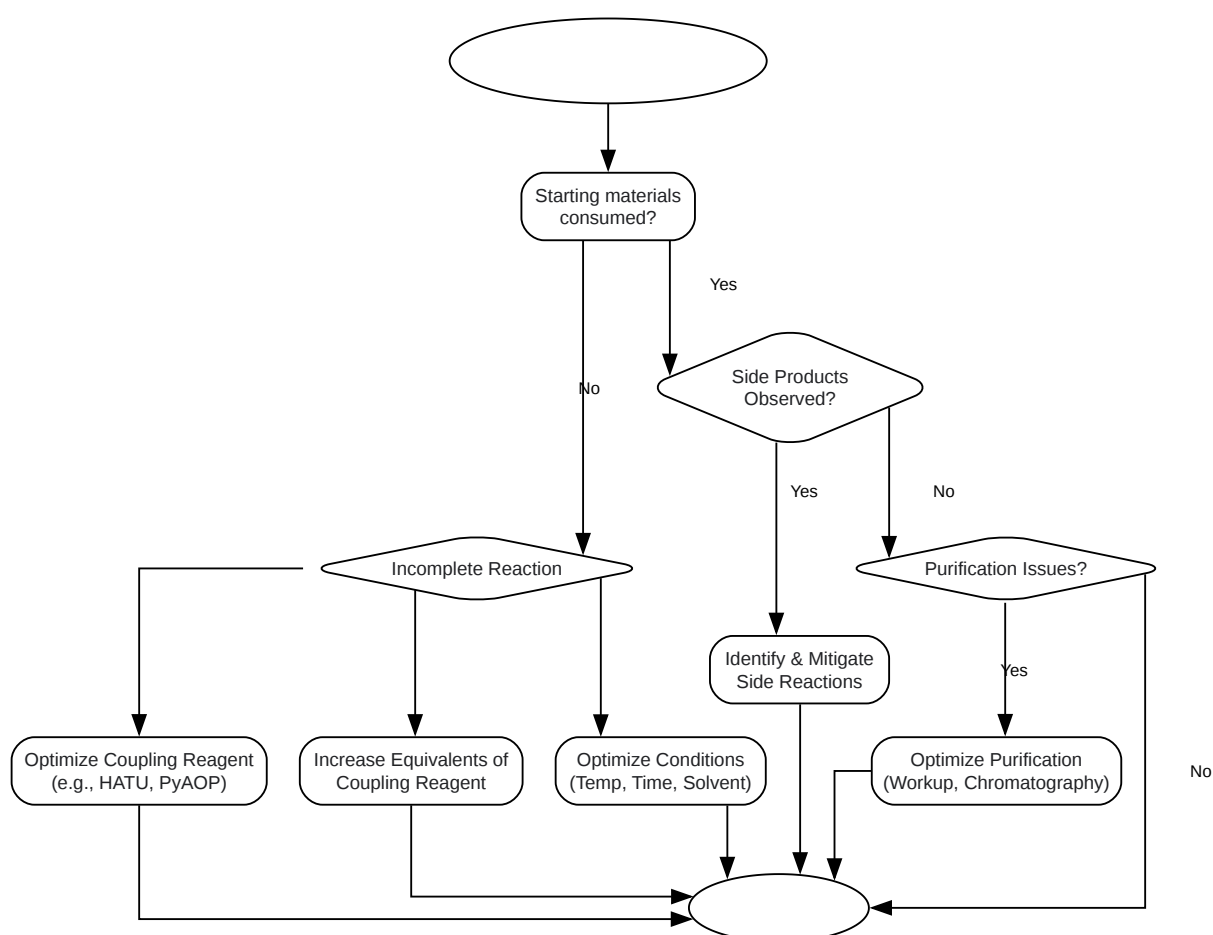 Starting materials
consumed?
Yes
Side Products
Observed?
No
Yes
No
Incomplete Reaction
Purification Issues?
Identify & Mitigate
Side Reactions
Yes
Optimize Coupling Reagent
(e.g., HATU, PyAOP)
Increase Equivalents of
Coupling Reagent
Optimize Conditions
(Temp, Time, Solvent)
Optimize Purification
(Workup, Chromatography)
No